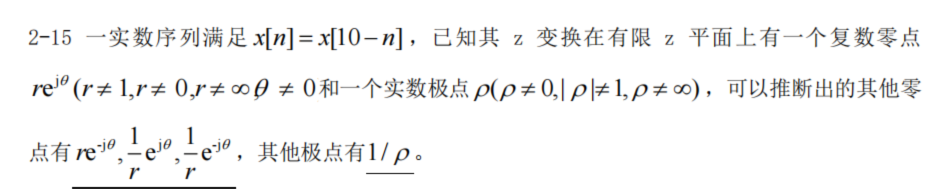 2-15 一实数序列满足 x[n]=x[10−n]，已知其 z 变换在有限 z 平面上有一个复数零点
re^{jθ}(r≠1,r≠0,r≠∞θ≠0和一个实数极点ρ(ρ≠0,|ρ|≠1,ρ≠∞)，可以推断出的其他零
点有 re^{-jθ},\frac{1}{r}e^{jθ},\frac{1}{r}e^{-jθ}，其他极点有1/ρ。